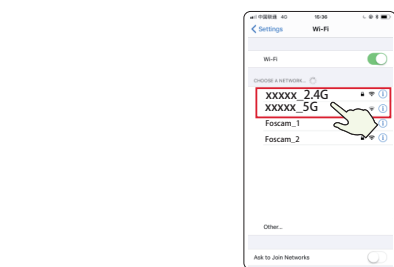 中国联通 4G 10:36
Settings Wi-Fi
Wi-Fi
CHOOSE A NETWORK...
xxxxx_2.4G
xxxxx_5G
Foscam_1
Foscam_2
Other...
Ask to Join Networks